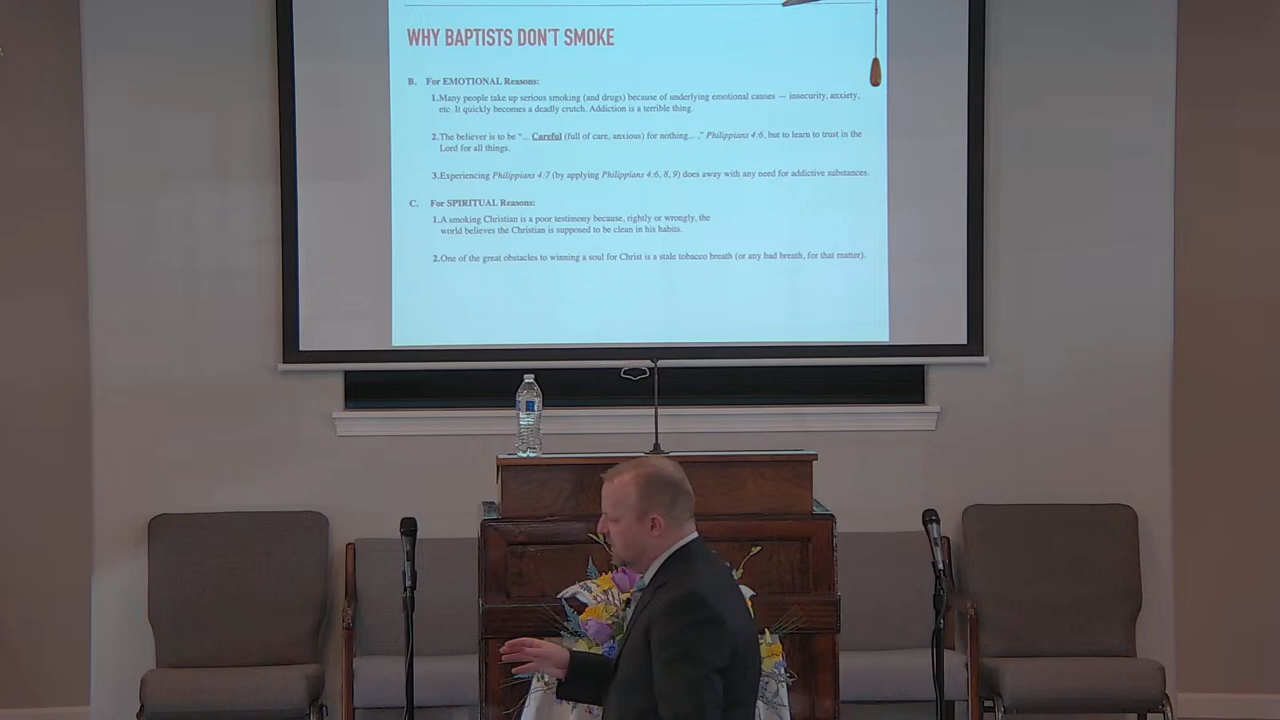 WHY BAPTISTS DON'T SMOKE
B. For EMOTIONAL Reasons:
1.Many people take up serious smoking (and drugs) because of underlying emotional causes — insecurity, anxiety,
etc. It quickly becomes a deadly crutch. Addiction is a terrible thing.
2.The believer is to be "... Careful (full of care, anxious) for nothing... ," Philippians 4:6, but to learn to trust in the
Lord for all things.
3.Experiencing Philippians 4:7 (by applying Philippians 4:6, 8, 9) does away with any need for addictive substances.
C. For SPIRITUAL Reasons:
1.A smoking Christian is a poor testimony because, rightly or wrongly, the
world believes the Christian is supposed to be clean in his habits.
2.One of the great obstacles to winning a soul for Christ is a stale tobacco breath (or any bad breath, for that matter).